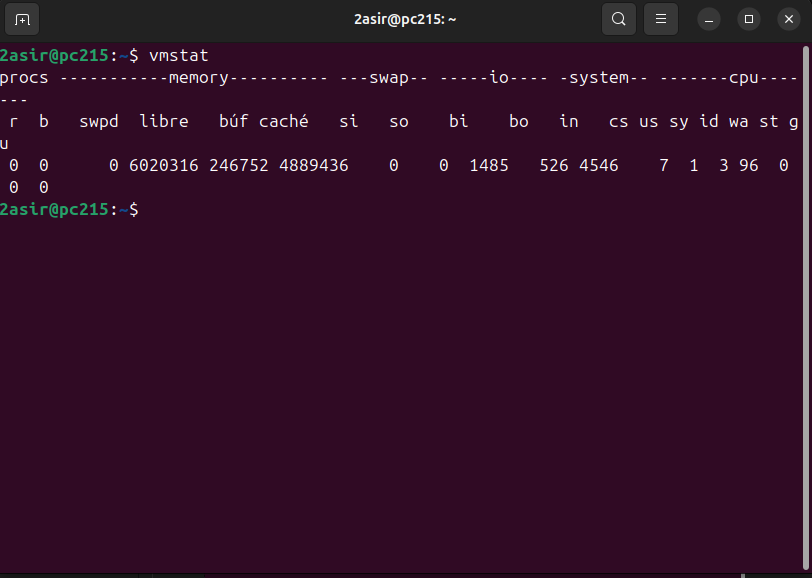 2asir@pc215: ~
2asir@pc215:~$ vmstat
procs -----------memory---------- ---swap-- -----io---- -system-- -------cpu----
---
 r  b   swpd  libre   búf caché   si   so    bi    bo   in    cs us sy id wa st g
u
 0  0      0 6020316 246752 4889436    0    0  1485   526 4546    7  1  3 96  0
 0  0
2asir@pc215:~$